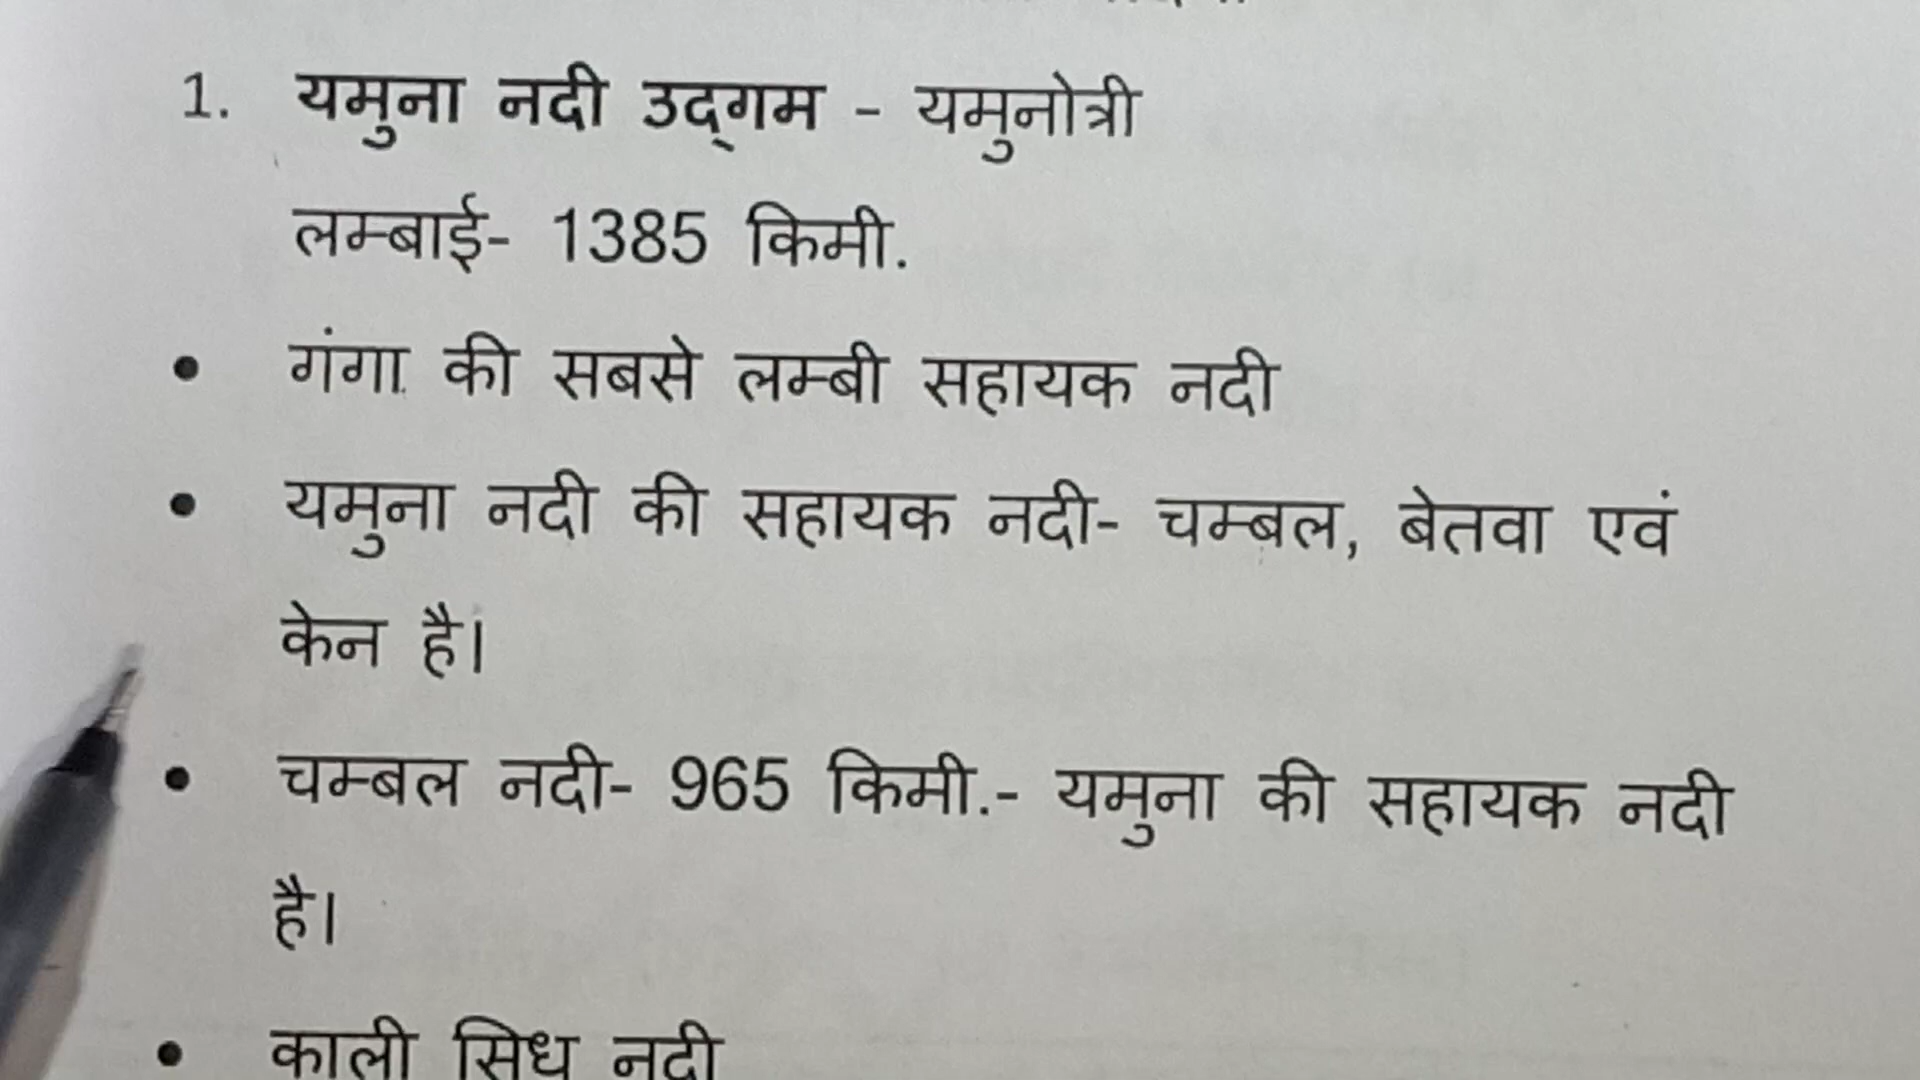 1. यमुना नदी उद्‌गम - यमुनोत्री
लम्बाई- 1385 किमी.
• गंगा की सबसे लम्बी सहायक नदी
• यमुना नदी की सहायक नदी- चम्बल, बेतवा एवं
केन है।
• चम्बल नदी- 965 किमी.- यमुना की सहायक नदी
है।
• काली सिध नदी